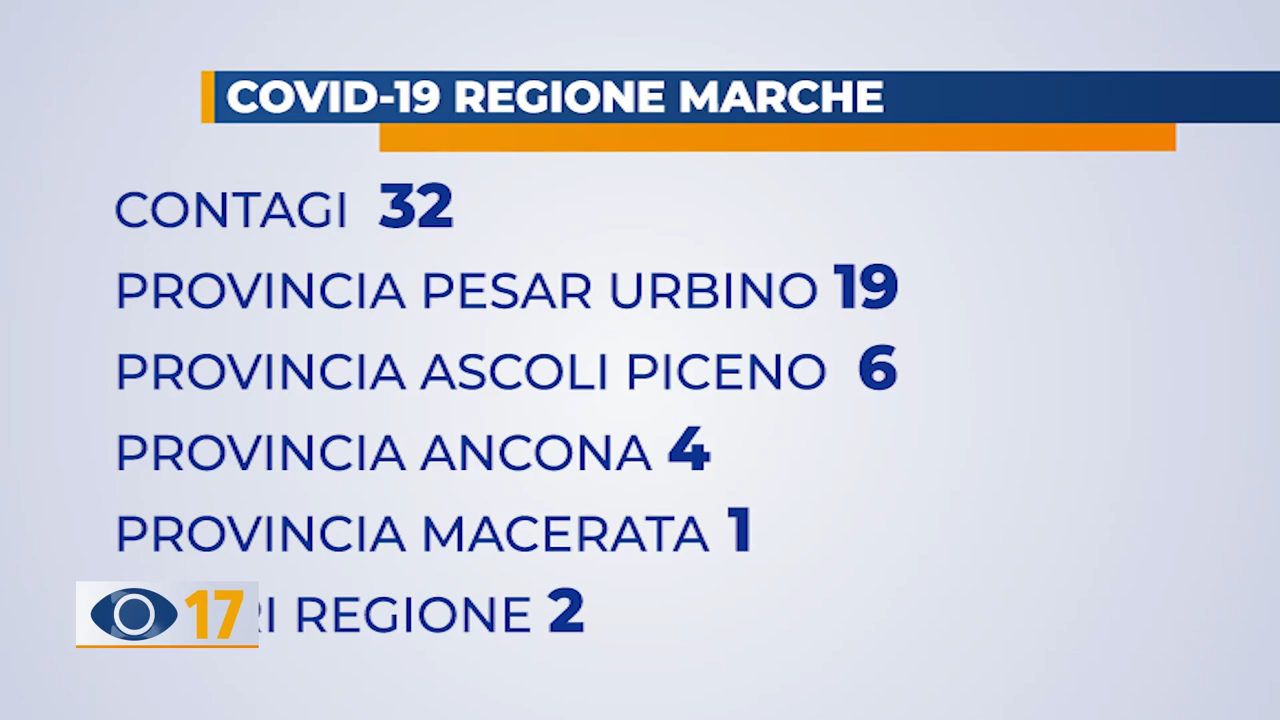 COVID-19 REGIONE MARCHE
CONTAGI 32
PROVINCIA PESAR URBINO 19
PROVINCIA ASCOLI PICENO 6
PROVINCIA ANCONA 4
PROVINCIA MACERATA 1
REGIONE 2
17